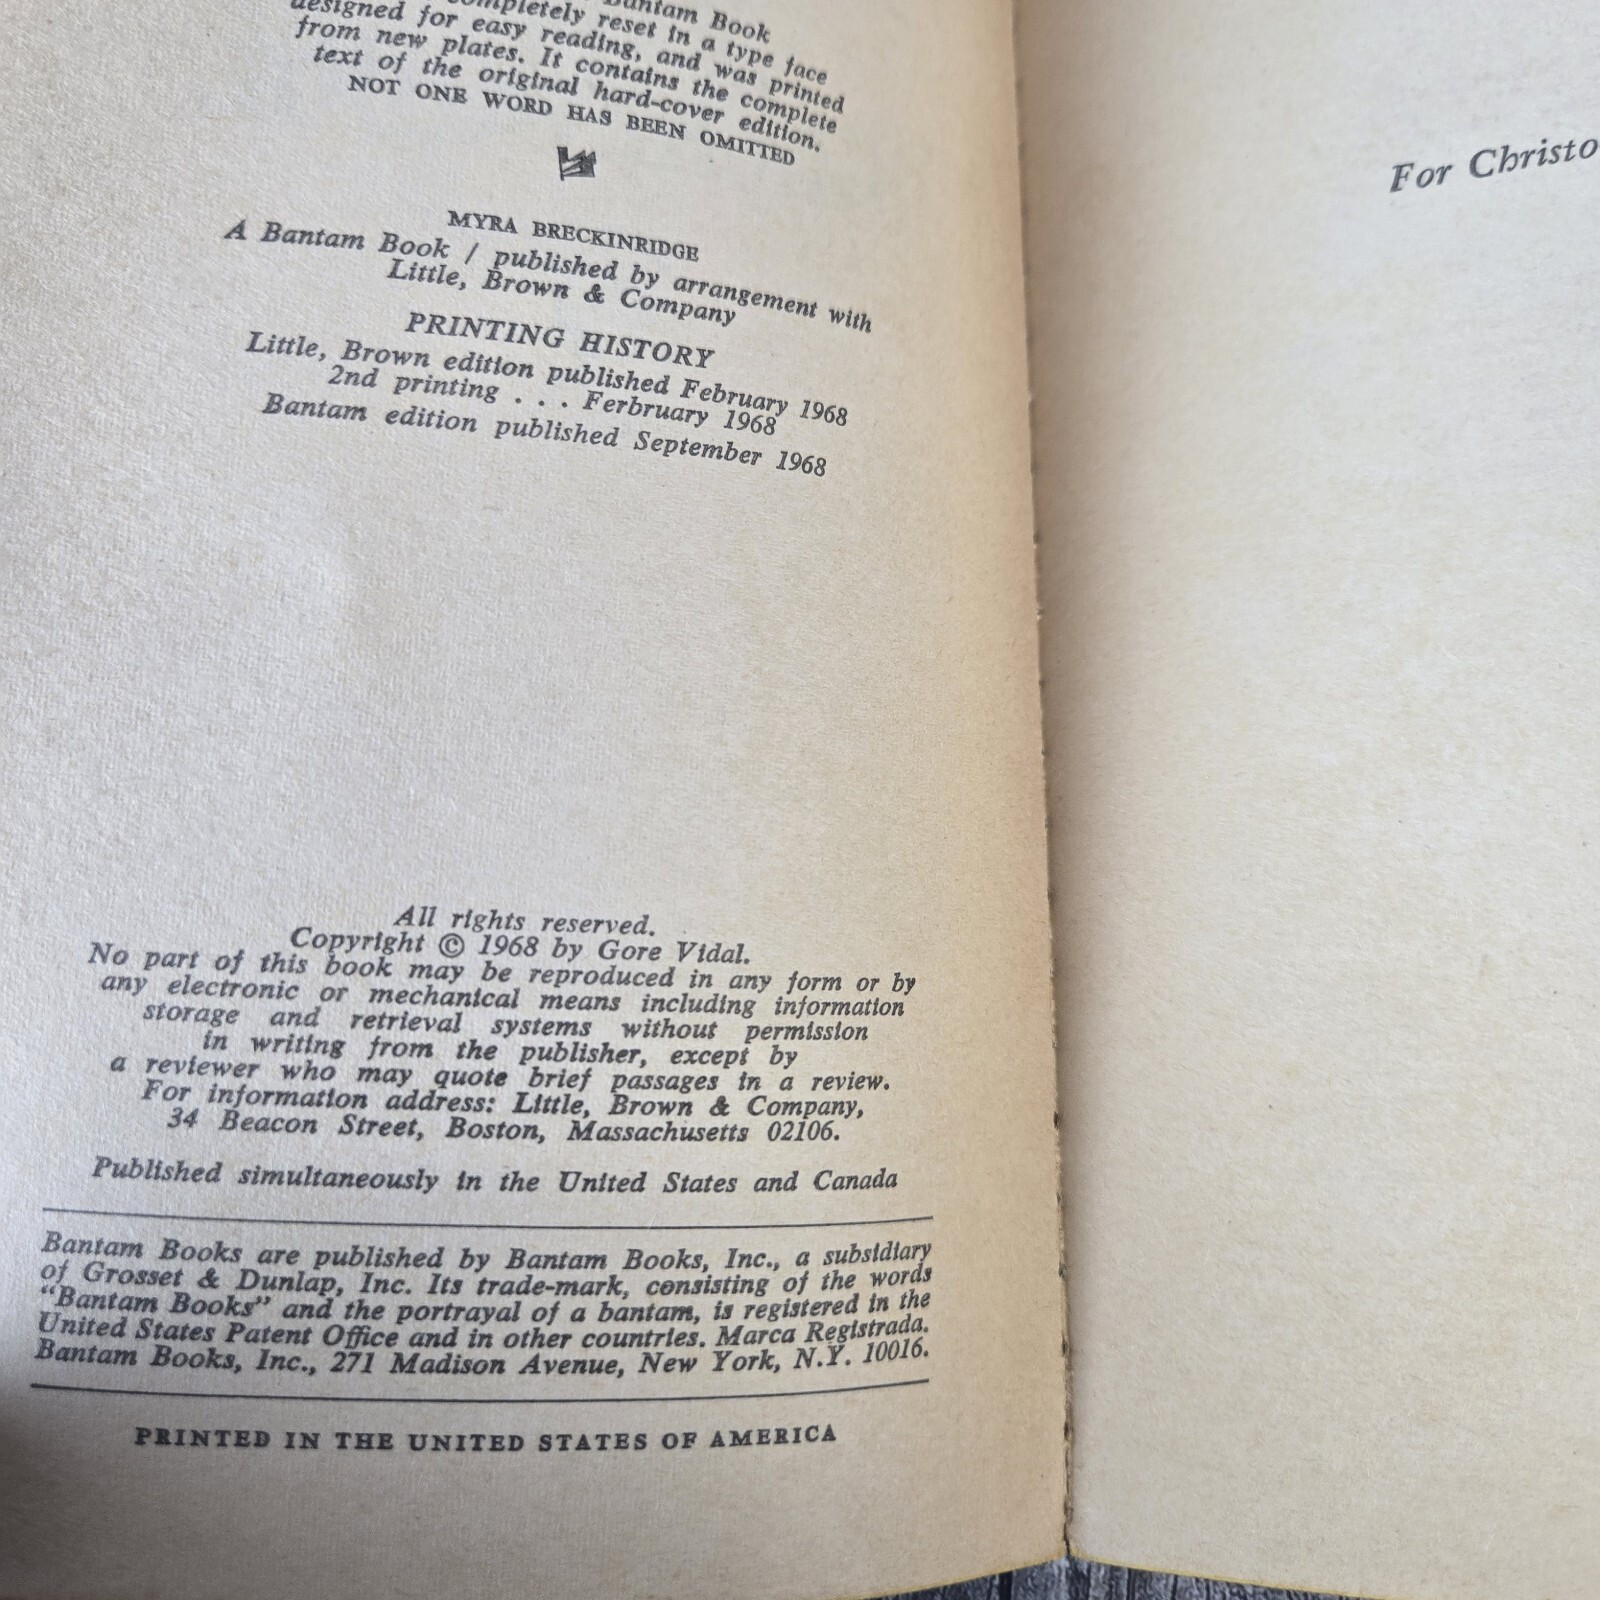 Bantam Book
completely reset in a type face
designed for easy reading, and was printed
from new plates. It contains the complete
text of the original hard-cover edition.
NOT ONE WORD HAS BEEN OMITTED
MYRA BRECKINRIDGE
A Bantam Book / published by arrangement with
Little, Brown & Company
PRINTING HISTORY
Little, Brown edition published February 1968
2nd printing . . . Ferbruary 1968
Bantam edition published September 1968
All rights reserved.
Copyright © 1968 by Gore Vidal.
No part of this book may be reproduced in any form or by
any electronic or mechanical means including information
storage and retrieval systems without permission
in writing from the publisher, except by
a reviewer who may quote brief passages in a review.
For information address: Little, Brown & Company,
34 Beacon Street, Boston, Massachusetts 02106.
Published simultaneously in the United States and Canada
Bantam Books are published by Bantam Books, Inc., a subsidiary
of Grosset & Dunlap, Inc. Its trade-mark, consisting of the words
"Bantam Books" and the portrayal of a bantam, is registered in the
United States Patent Office and in other countries. Marca Registrada.
Bantam Books, Inc., 271 Madison Avenue, New York, N.Y. 10016.
PRINTED IN THE UNITED STATES OF AMERICA
For Christo